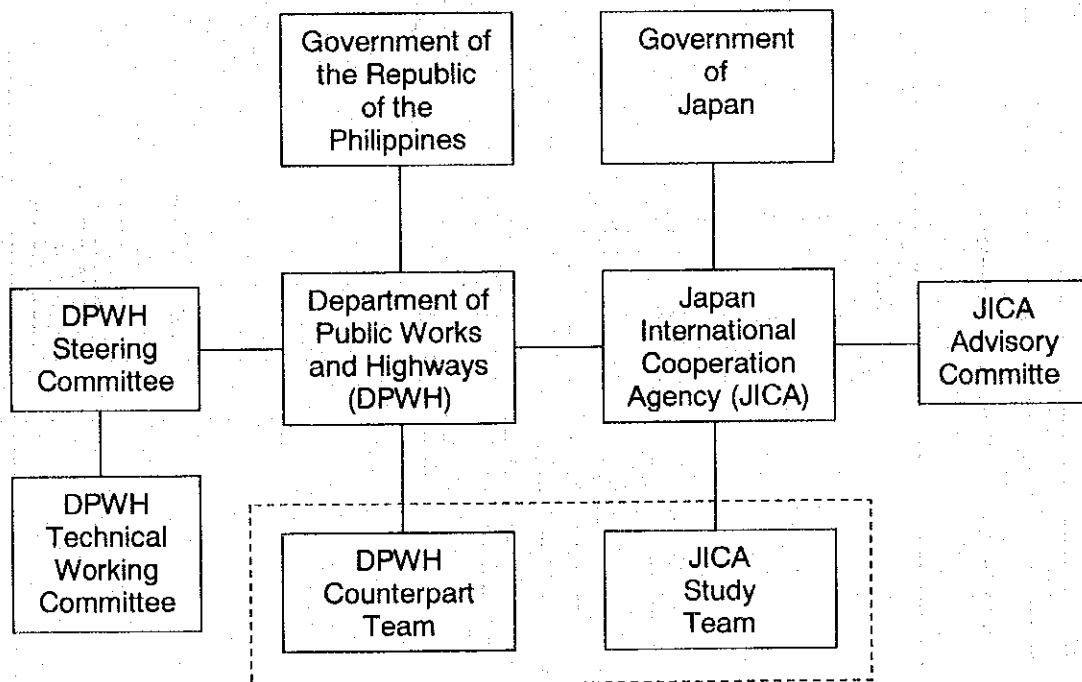 Government of
the Republic
of the
Philippines
Government
of
Japan
DPWH
Steering
Committee
Department of
Public Works
and Highways
(DPWH)
Japan
International
Cooperation
Agency (JICA)
JICA
Advisory
Committe
DPWH
Technical
Working
Committee
DPWH
Counterpart
Team
JICA
Study
Team